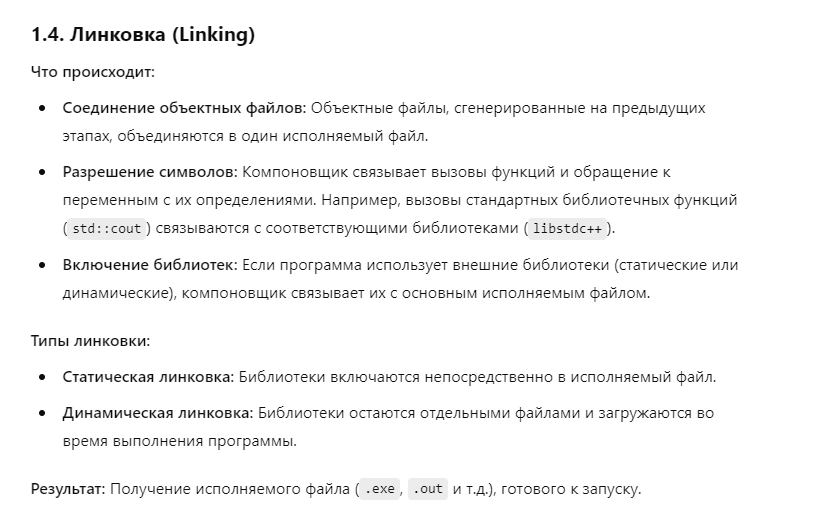 1.4. Линковка (Linking)
Что происходит:
• Соединение объектных файлов: Объектные файлы, сгенерированные на предыдущих
этапах, объединяются в один исполняемый файл.
• Разрешение символов: Компоновщик связывает вызовы функций и обращение к
переменным с их определениями. Например, вызовы стандартных библиотечных функций
(std::cout) связываются с соответствующими библиотеками (libstdc++).
• Включение библиотек: Если программа использует внешние библиотеки (статические или
динамические), компоновщик связывает их с основным исполняемым файлом.
Типы линковки:
• Статическая линковка: Библиотеки включаются непосредственно в исполняемый файл.
• Динамическая линковка: Библиотеки остаются отдельными файлами и загружаются во
время выполнения программы.
Результат: Получение исполняемого файла (.exe, .out и т.д.), готового к запуску.